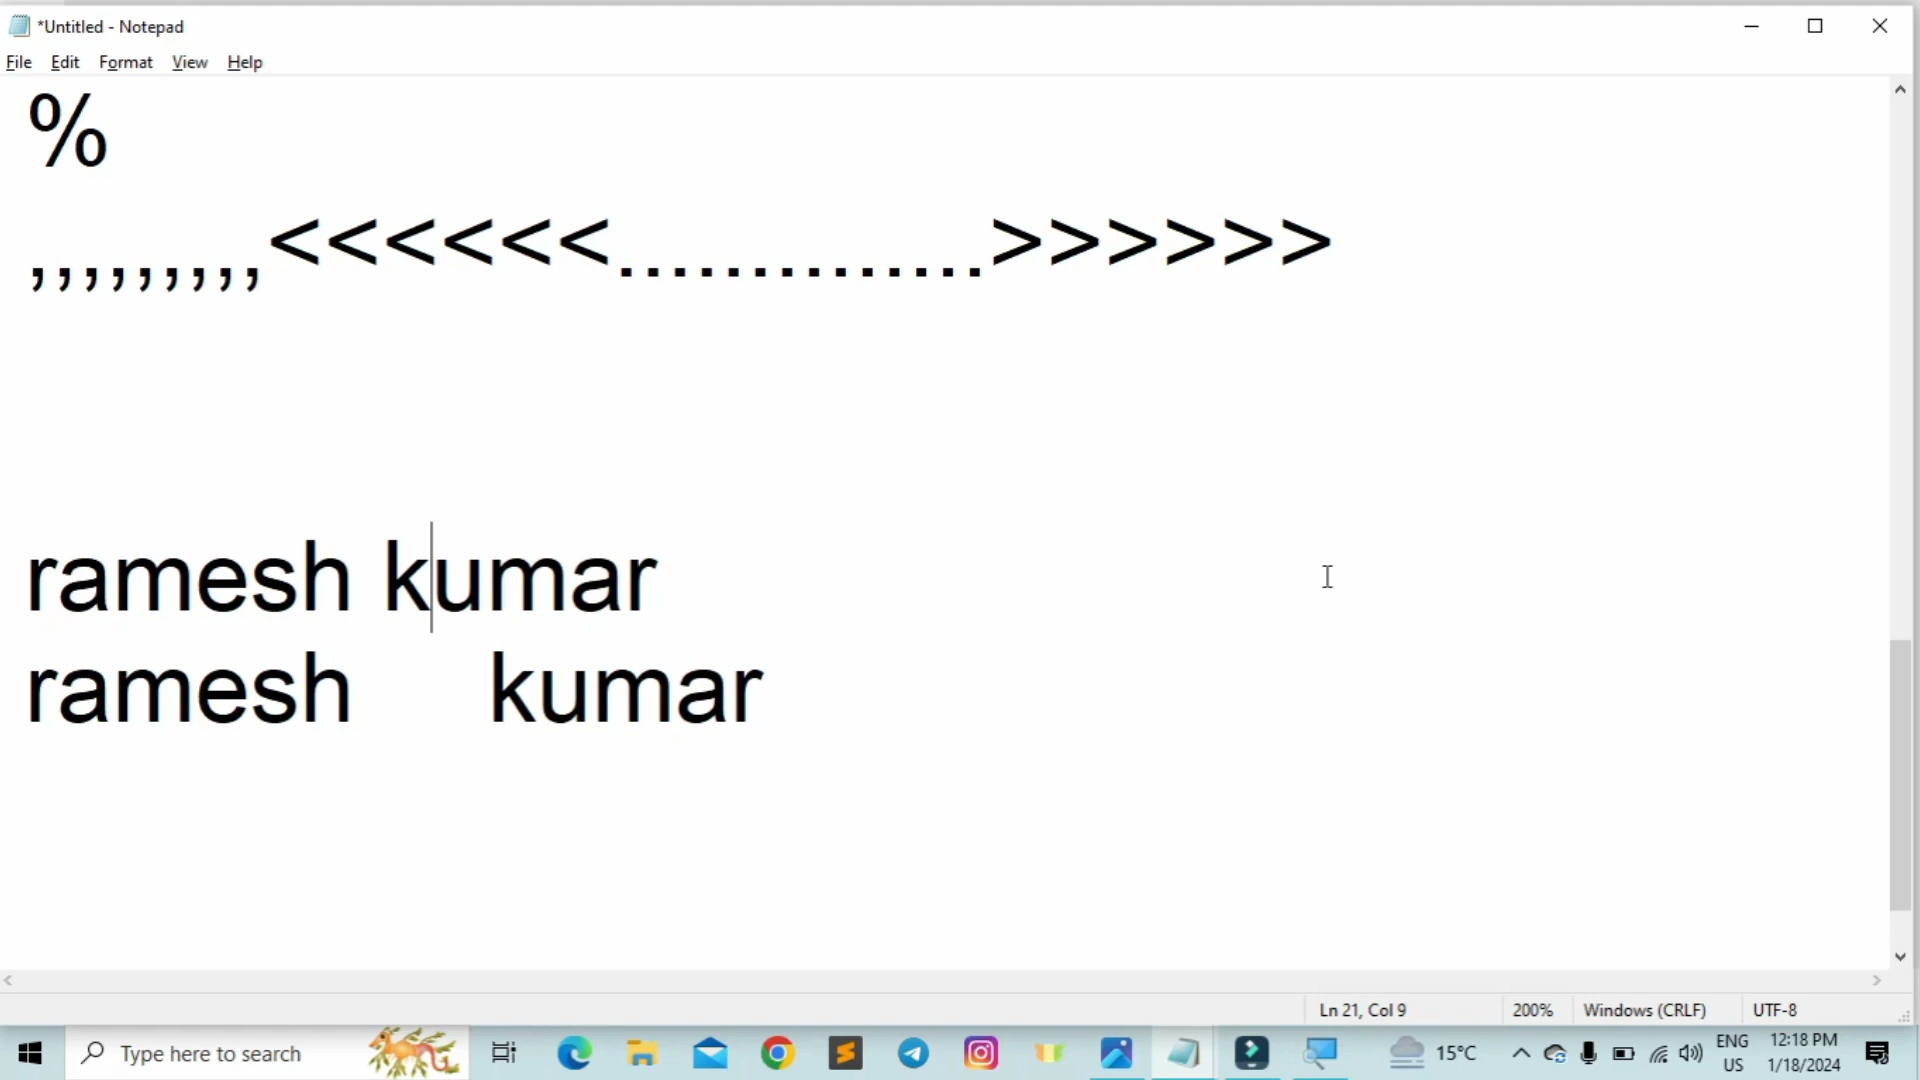 *Untitled - Notepad
File Edit Format View Help
%
,,,,,,,,,<<<<<<..............>>>>>>
ramesh kumar
ramesh     kumar
Ln 21, Col 9 200% Windows (CRLF) UTF-8
Type here to search 15°C ENG 12:18 PM
US 1/18/2024